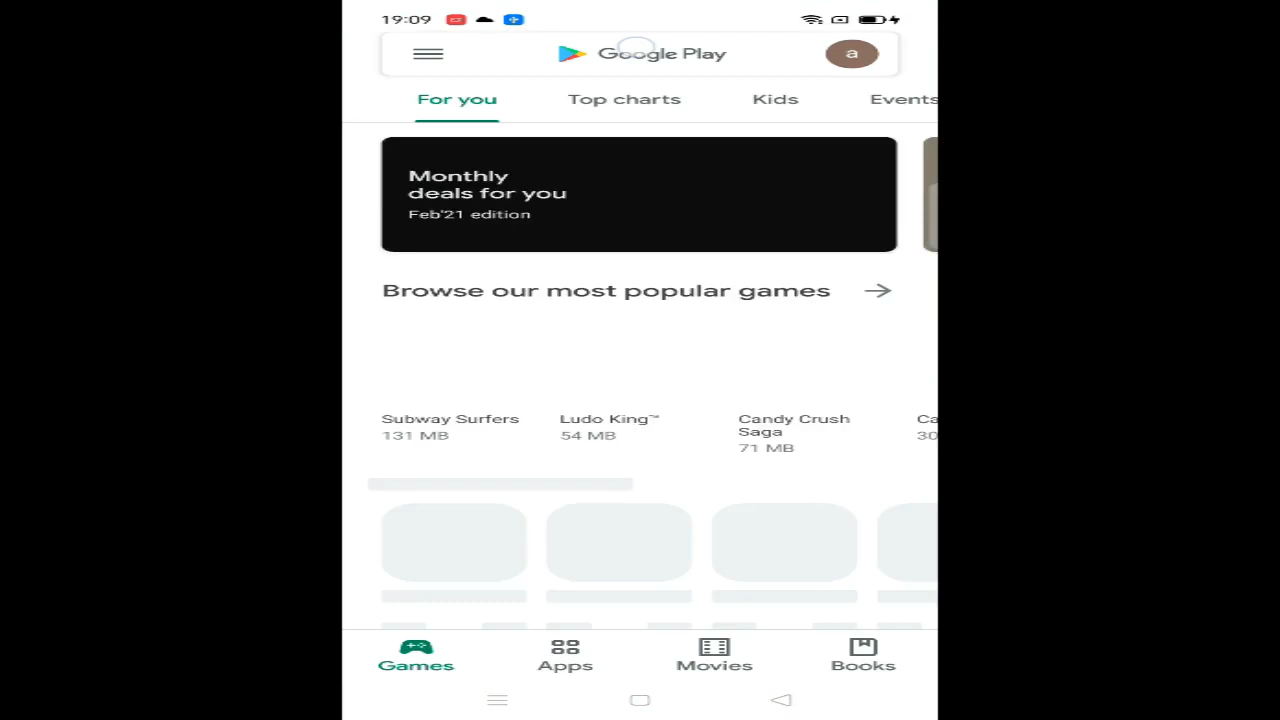 19:09
Google Play
a
For you Top charts Kids Events
Monthly
deals for you
Feb'21 edition
Browse our most popular games
Subway Surfers Ludo King™ Candy Crush Ca
Saga
131 MB 54 MB 71 MB 30
Games Apps Movies Books